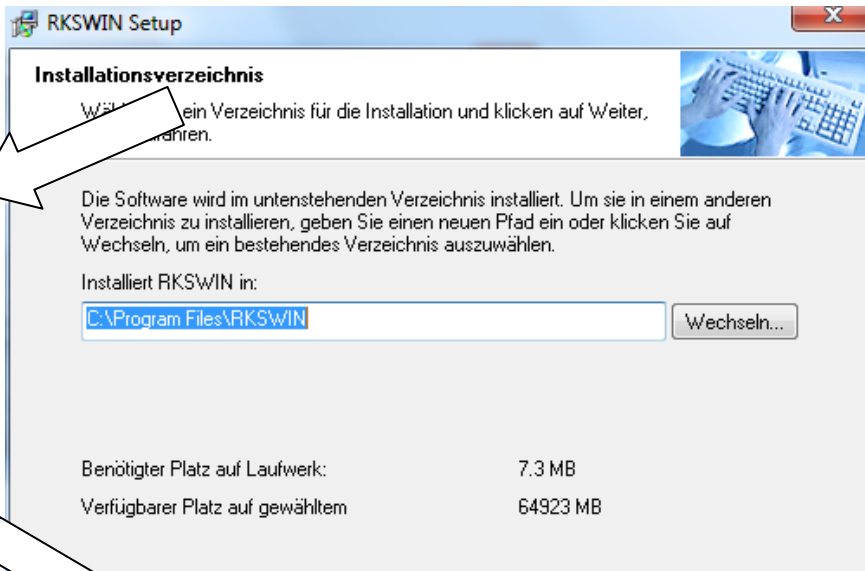 RKSWIN Setup
Installationsverzeichnis
ein Verzeichnis für die Installation und klicken auf Weiter,
Die Software wird im untenstehenden Verzeichnis installiert. Um sie in einem anderen
Verzeichnis zu installieren, geben Sie einen neuen Pfad ein oder klicken Sie auf
Wechseln, um ein bestehendes Verzeichnis auszuwählen.
Installiert RKSWIN in:
C:\Program Files\RKSWIN
Wechseln...
Benötigter Platz auf Laufwerk: 7.3 MB
Verfügbarer Platz auf gewähltem 64923 MB